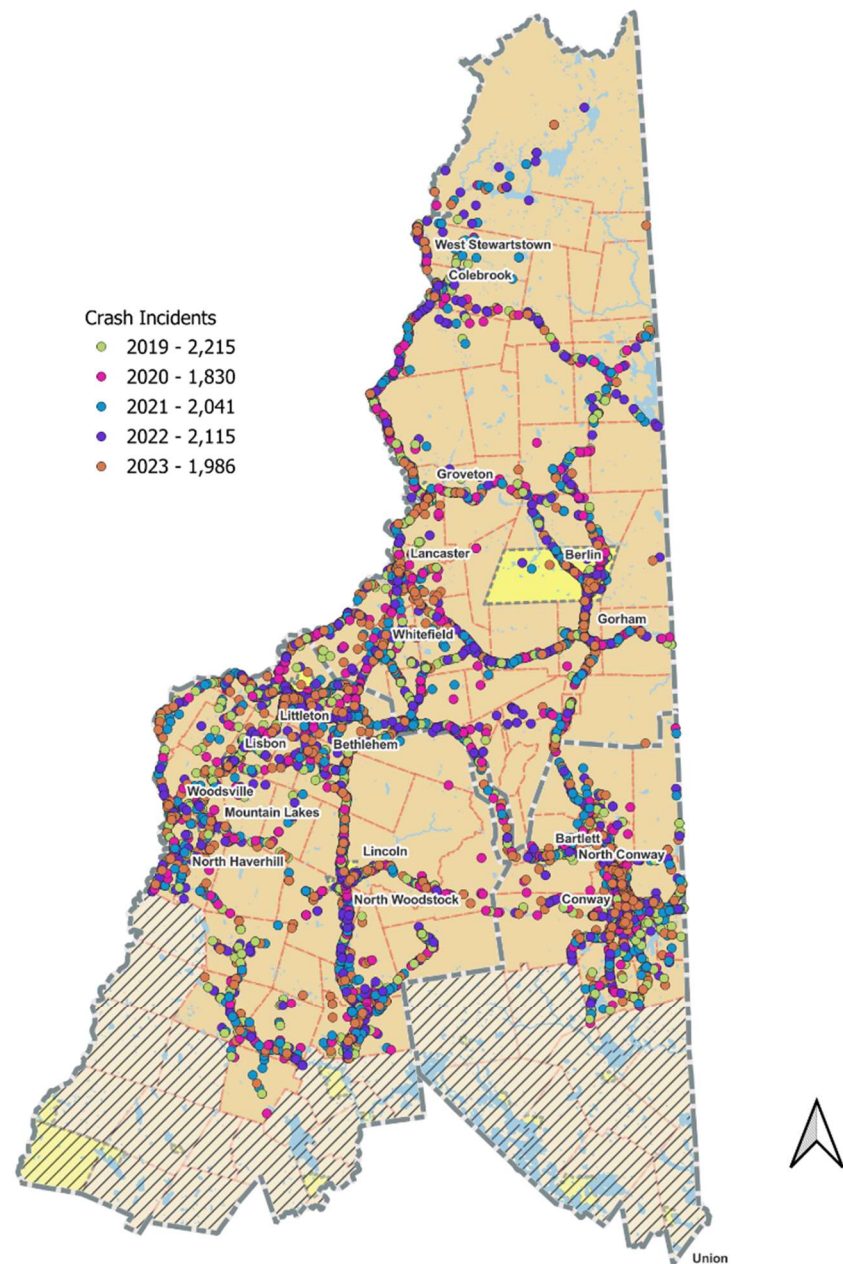 West Stewartstown
Colebrook
Crash Incidents
2019 - 2,215
2020 - 1,830
2021 - 2,041
2022 - 2,115
2023 - 1,986
Groveton
Lancaster
Berlin
Gorham
Whitefield
Littleton
Lisbon
Bethlehem
Woodsville
Mountain Lakes
Bartlett
Lincoln
North Conway
North Haverhill
North Woodstock
Conway
Union